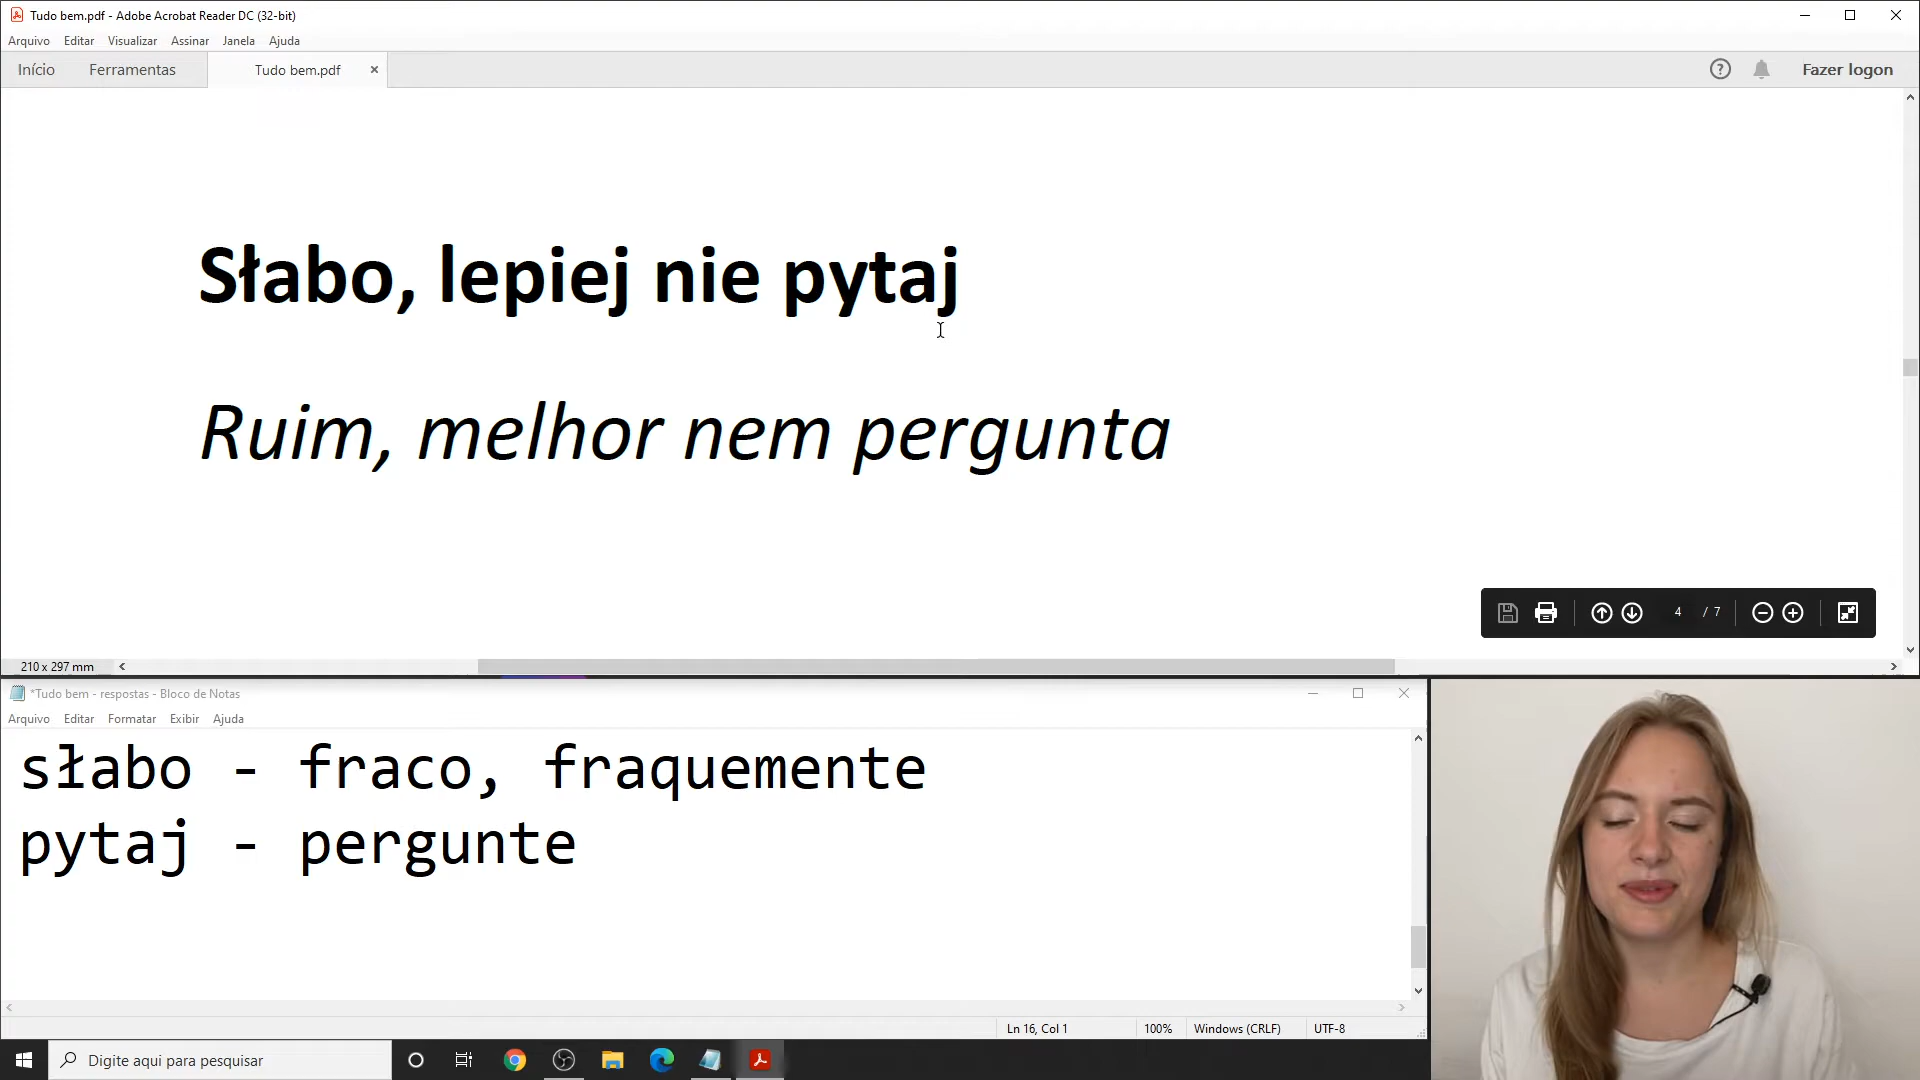 Tudo bem.pdf - Adobe Acrobat Reader DC (32-bit)
Arquivo Editar Visualizar Assinar Janela Ajuda
Início Ferramentas Tudo bem.pdf Fazer logon
Słabo, lepiej nie pytaj
Ruim, melhor nem pergunta
4 / 7
210 x 297 mm
*Tudo bem - respostas - Bloco de Notas
Arquivo Editar Formatar Exibir Ajuda
słabo - fraco, fraquemente
pytaj - pergunte
Ln 16, Col 1 100% Windows (CRLF) UTF-8
Digite aqui para pesquisar